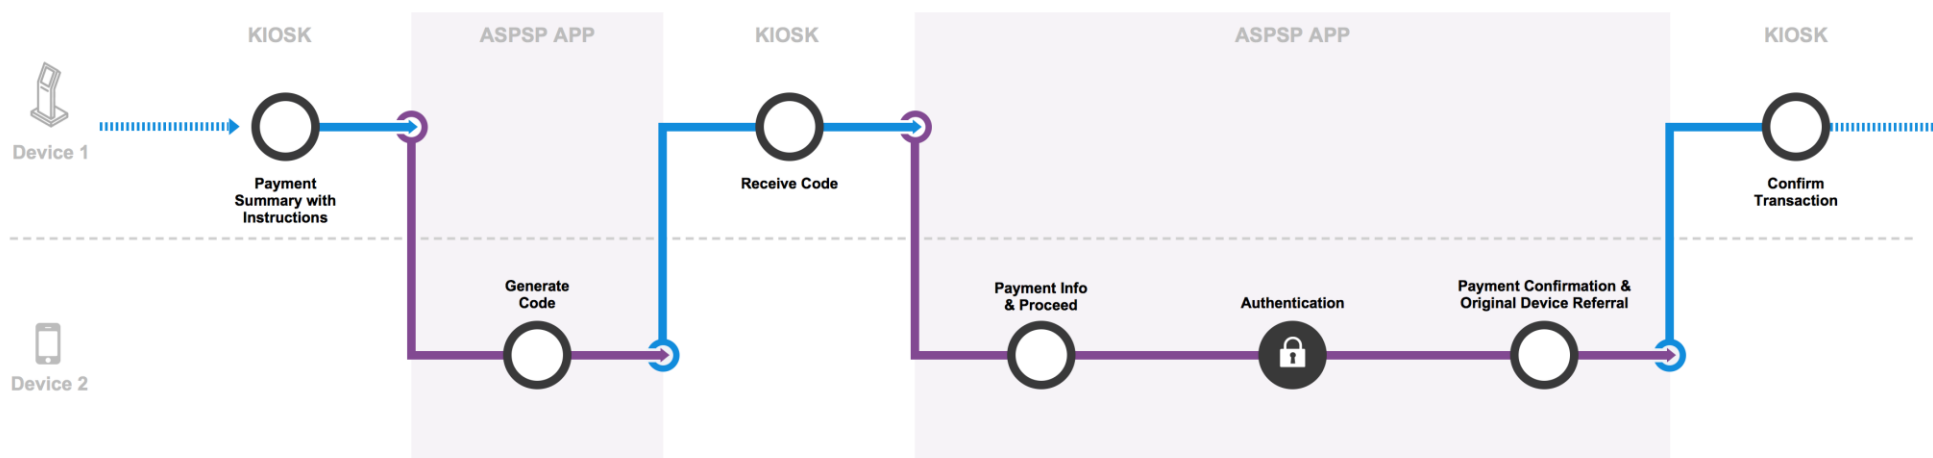 KIOSK
ASPSP APP
KIOSK
ASPSP APP
KIOSK
Device 1
Payment
Summary with
Instructions
Receive Code
Confirm
Transaction
Generate
Code
Payment Info
& Proceed
Authentication
Payment Confirmation &
Original Device Referral
Device 2